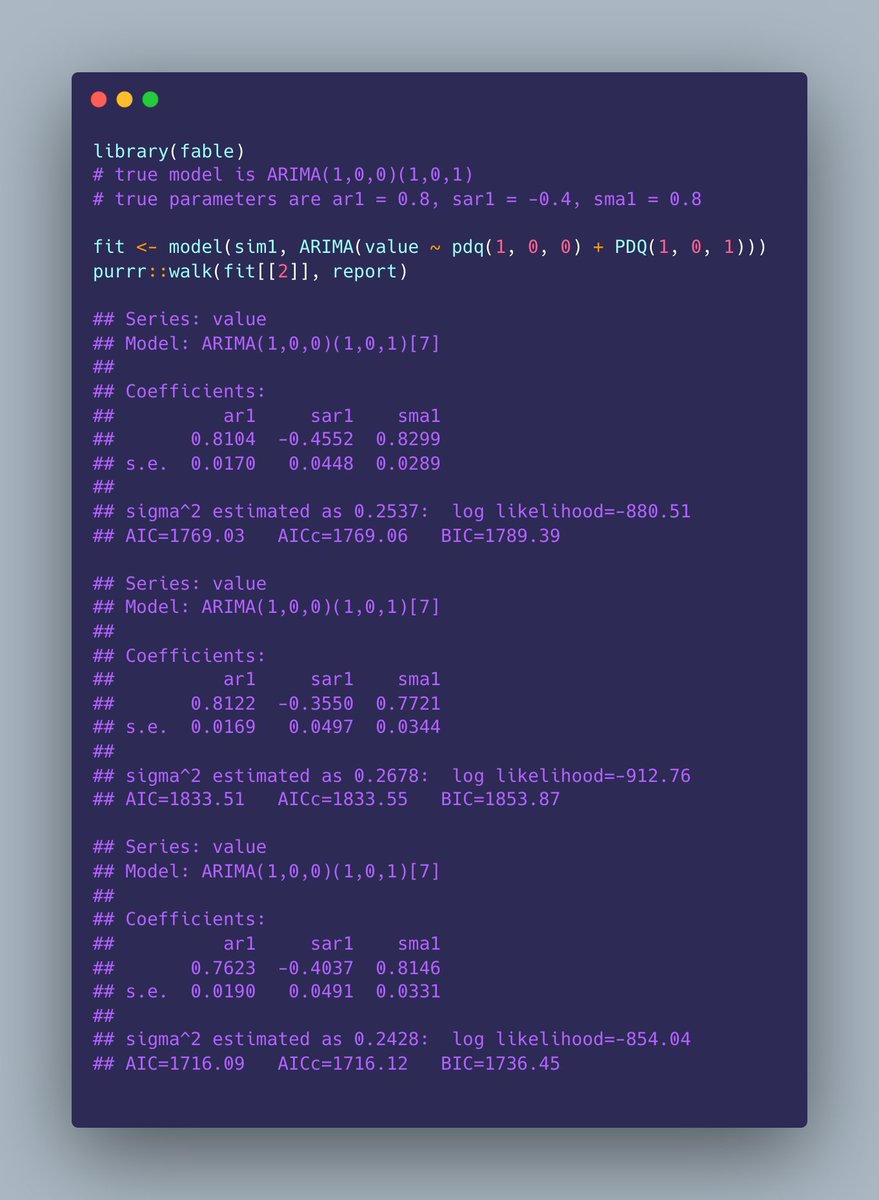 library(fable)
# true model is ARIMA(1,0,0)(1,0,1)
# true parameters are ar1 = 0.8, sar1 = -0.4, sma1 = 0.8

fit <- model(sim1, ARIMA(value ~ pdq(1, 0, 0) + PDQ(1, 0, 1)))
purrr::walk(fit[[2]], report)

## Series: value
## Model: ARIMA(1,0,0)(1,0,1)[7]
##
## Coefficients:
##          ar1     sar1    sma1
##       0.8104  -0.4552  0.8299
## s.e.  0.0170   0.0448  0.0289
##
## sigma^2 estimated as 0.2537:  log likelihood=-880.51
## AIC=1769.03   AICc=1769.06   BIC=1789.39

## Series: value
## Model: ARIMA(1,0,0)(1,0,1)[7]
##
## Coefficients:
##          ar1     sar1    sma1
##       0.8122  -0.3550  0.7721
## s.e.  0.0169   0.0497  0.0344
##
## sigma^2 estimated as 0.2678:  log likelihood=-912.76
## AIC=1833.51   AICc=1833.55   BIC=1853.87

## Series: value
## Model: ARIMA(1,0,0)(1,0,1)[7]
##
## Coefficients:
##          ar1     sar1    sma1
##       0.7623  -0.4037  0.8146
## s.e.  0.0190   0.0491  0.0331
##
## sigma^2 estimated as 0.2428:  log likelihood=-854.04
## AIC=1716.09   AICc=1716.12   BIC=1736.45